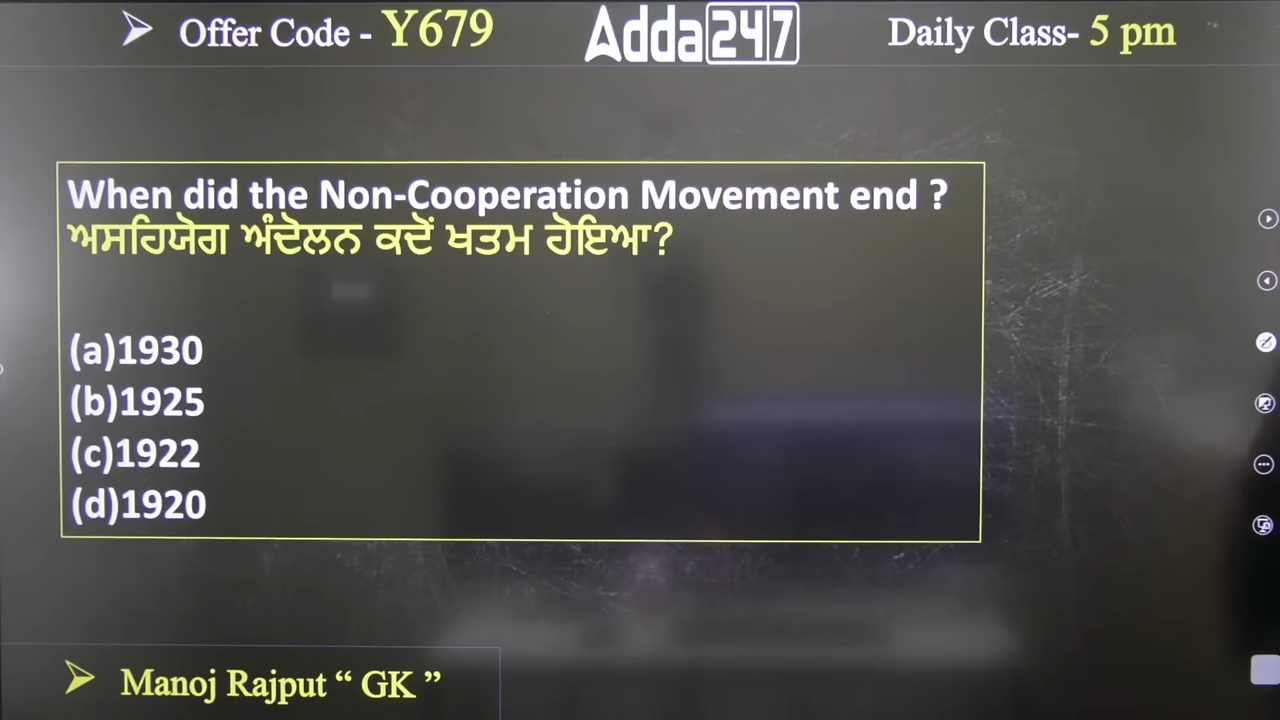 Offer Code - Y679
Adda247
Daily Class- 5 pm
When did the Non-Cooperation Movement end ?
ਅਸਹਿਯੋਗ ਅੰਦੋਲਨ ਕਦੋਂ ਖਤਮ ਹੋਇਆ?
(a)1930
(b)1925
(c)1922
(d)1920
Manoj Rajput “ GK ”